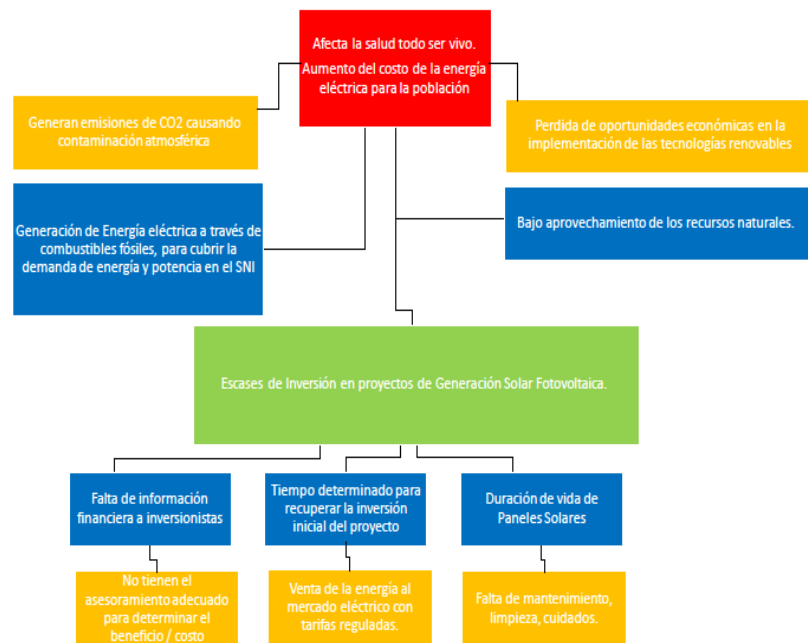 Afecta la salud todo ser vivo.
Aumento del costo de la energía
eléctrica para la población
Generan emisiones de CO2 causando
contaminación atmosférica
Perdida de oportunidades económicas en la
implementación de las tecnologías renovables
Generación de Energía eléctrica a través de
combustibles fósiles, para cubrir la
demanda de energía y potencia en el SNI
Bajo aprovechamiento de los recursos naturales.
Escases de Inversión en proyectos de Generación Solar Fotovoltaica.
Falta de información
financiera a inversionistas
Tiempo determinado para
recuperar la inversión
inicial del proyecto
Duración de vida de
Paneles Solares
No tienen el
asesoramiento adecuado
para determinar el
beneficio / costo
Venta de la energía al
mercado eléctrico con
tarifas reguladas.
Falta de mantenimiento,
limpieza, cuidados.